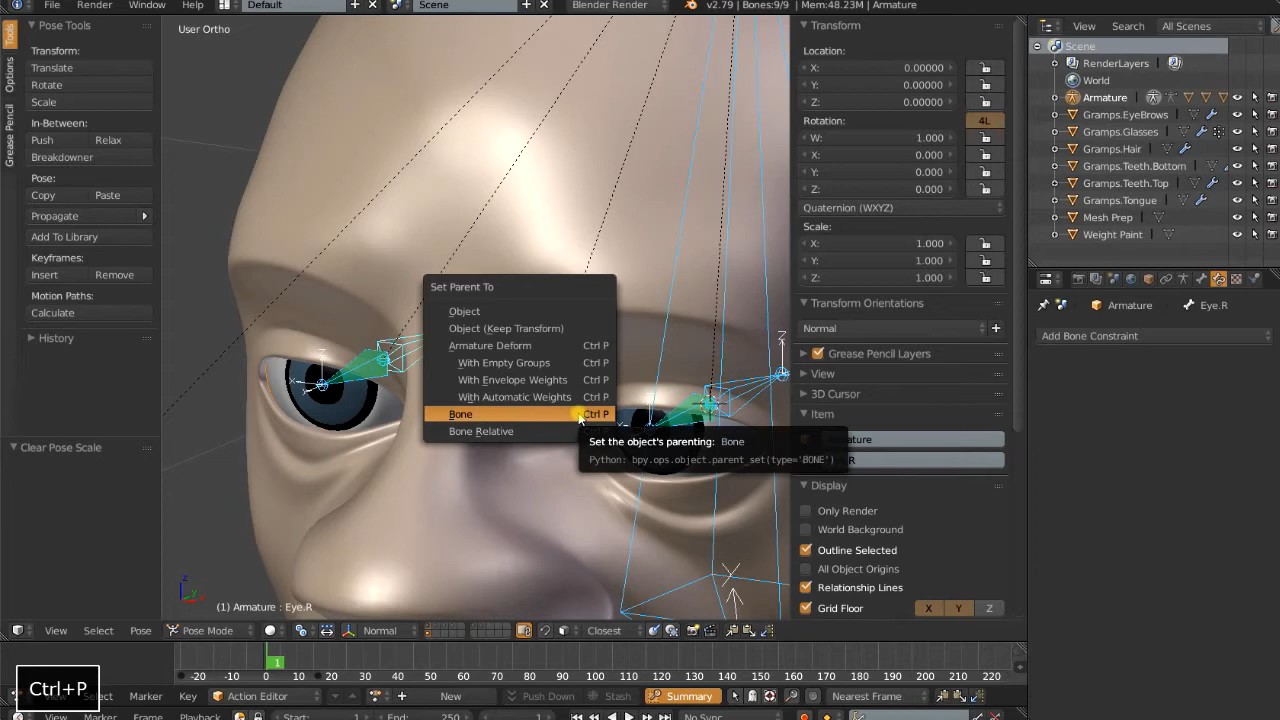 File Render Window Help Default Scene Blender Render v2.79 | Bones:9/9 | Mem:48.23M | Armature
Tools
Options
Grease Pencil
Pose Tools
Transform:
Translate
Rotate
Scale
In-Between:
Push Relax
Breakdowner
Pose:
Copy Paste
Propagate
Add To Library
Keyframes:
Insert Remove
Motion Paths:
Calculate
History
Clear Pose Scale
User Ortho
Set Parent To
Object
Object (Keep Transform)
Armature Deform Ctrl P
With Empty Groups Ctrl P
With Envelope Weights Ctrl P
With Automatic Weights Ctrl P
Bone Ctrl P
Bone Relative
Set the object's parenting: Bone
Python: bpy.ops.object.parent_set(type='BONE')
(1) Armature : Eye.R
View Select Pose Pose Mode Normal Closest
Transform
Location:
X: 0.00000
Y: 0.00000
Z: 0.00000
Rotation: 4L
W: 1.000
X: 0.000
Y: 0.000
Z: 0.000
Quaternion (WXYZ)
Scale:
X: 1.000
Y: 1.000
Z: 1.000
Transform Orientations
Normal
Grease Pencil Layers
View
3D Cursor
Item
Display
Only Render
World Background
Outline Selected
All Object Origins
Relationship Lines
Grid Floor X Y Z
View Search All Scenes
Scene
RenderLayers
World
Armature
Gramps.EyeBrows
Gramps.Glasses
Gramps.Hair
Gramps.Teeth.Bottom
Gramps.Teeth.Top
Gramps.Tongue
Mesh Prep
Weight Paint
Armature Eye.R
Add Bone Constraint
1
-20 -10 0 10 20 30 40 50 60 70 80 90 100 110 120 130 140 150 160 170 180 190 200 210 220
Marker Key Action Editor New Push Down Stash Summary Nearest Frame
View Marker Frame Playback Start: 1 End: 250 1 No Sync
Ctrl+P